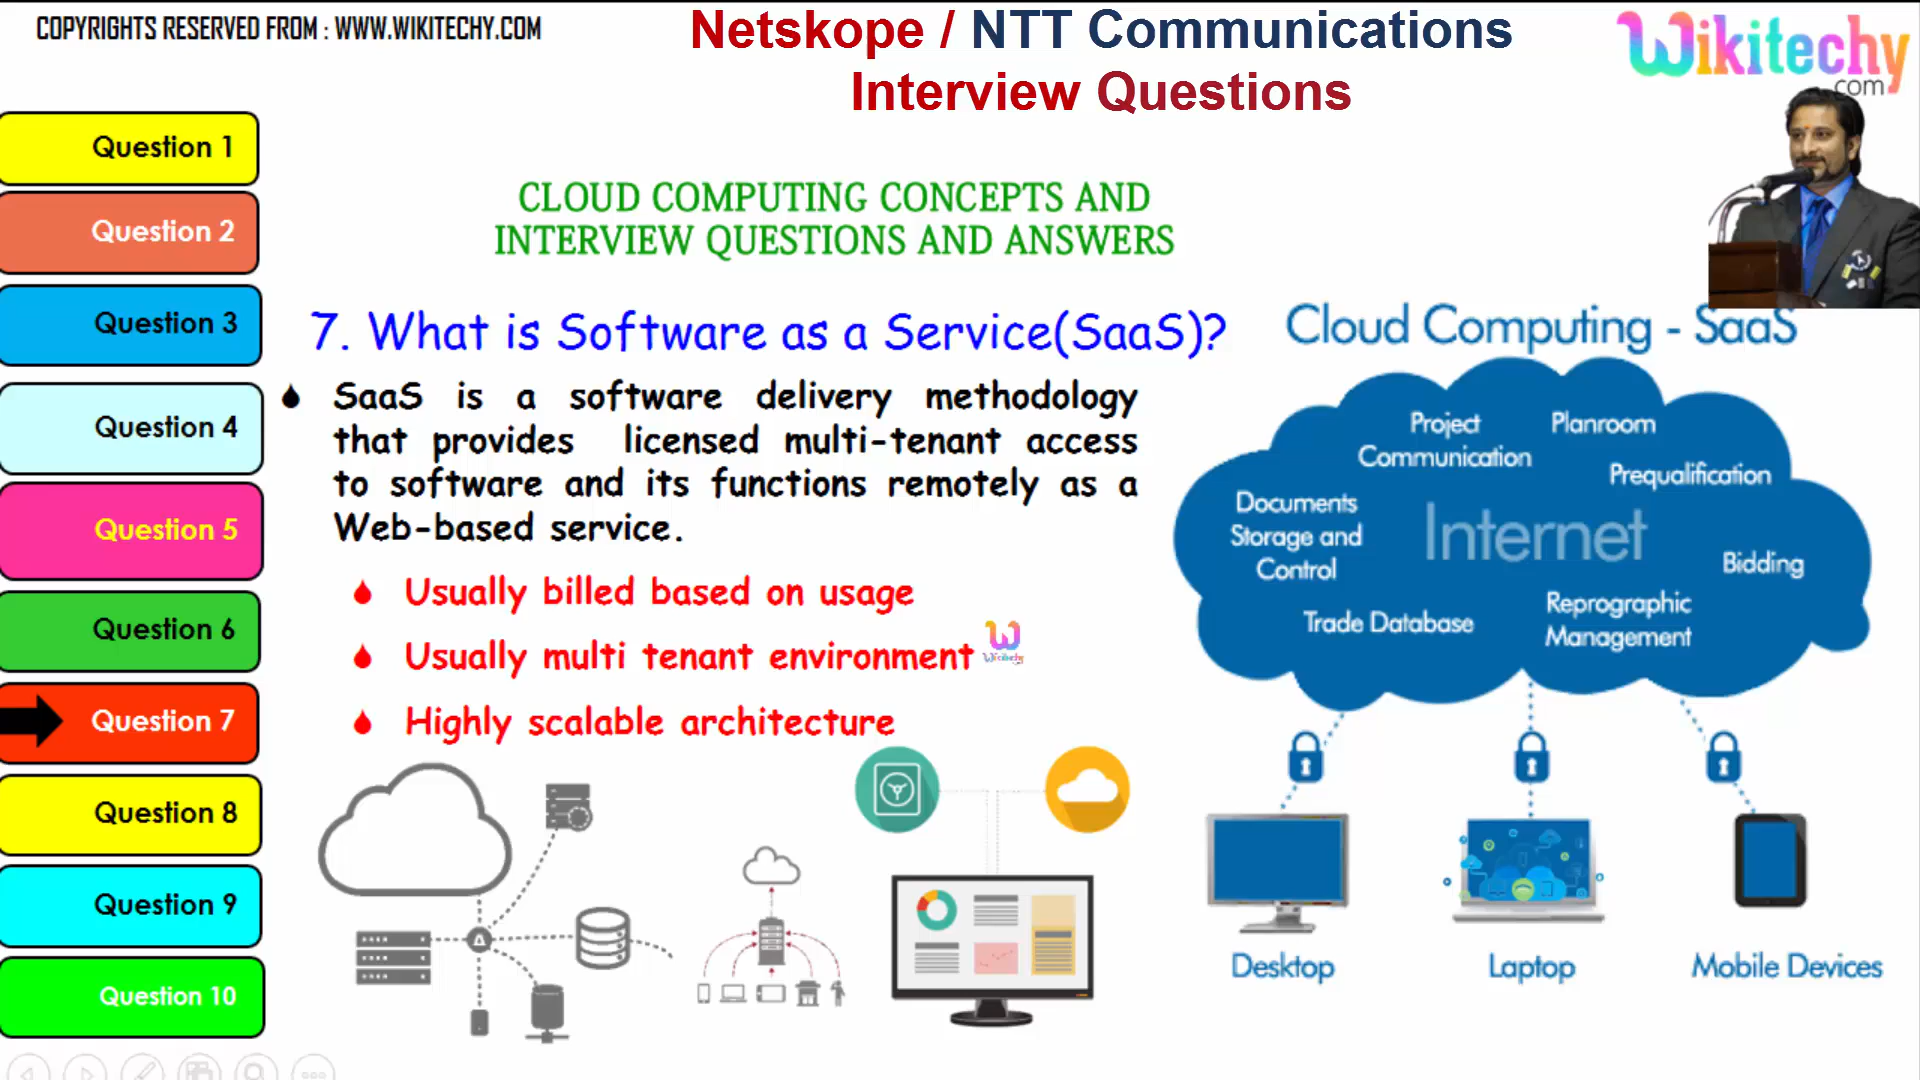 COPYRIGHTS RESERVED FROM : WWW.WIKITECHY.COM
Netskope / NTT Communications
Interview Questions
Wikitechy
.com
Question 1
Question 2
Question 3
Question 4
Question 5
Question 6
Question 7
Question 8
Question 9
Question 10
CLOUD COMPUTING CONCEPTS AND
INTERVIEW QUESTIONS AND ANSWERS
7. What is Software as a Service(SaaS)?
SaaS is a software delivery methodology
that provides licensed multi-tenant access
to software and its functions remotely as a
Web-based service.
Usually billed based on usage
Usually multi tenant environment
W
Wikitechy
Highly scalable architecture
Cloud Computing - SaaS
Project
Communication
Planroom
Prequalification
Documents
Storage and
Control
Internet
Bidding
Trade Database
Reprographic
Management
Desktop
Laptop
Mobile Devices